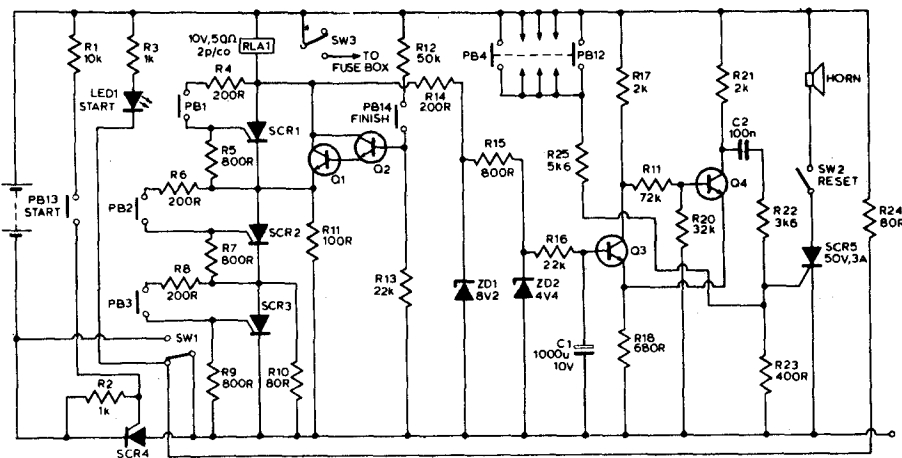 R1
10k
R3
1k
LED1
START
10V,50Ω
2p/co
RLA1
SW3
TO
FUSE BOX
R12
50k
R4
200R
PB1
SCR1
R5
800R
R14
200R
PB14
FINISH
Q1
Q2
PB4
PB12
R17
2k
R21
2k
C2
100n
HORN
R15
800R
R25
5k6
R11
72k
Q4
SW2
RESET
R6
200R
PB13
START
PB2
SCR2
R11
100R
R20
32k
R22
3k6
R24
80R
R7
800R
R8
200R
R16
22k
Q3
SCR5
50V,3A
R13
22k
ZD1
8V2
ZD2
4V4
PB3
SCR3
SW1
C1
1000u
10V
R18
680R
R9
800R
R10
80R
R23
400R
R2
1k
SCR4